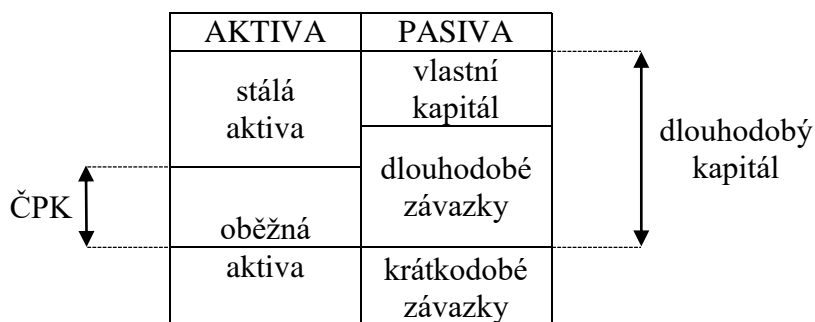 AKTIVA PASIVA
stálá
aktiva
vlastní
kapitál
dlouhodobé
závazky
oběžná
aktiva
krátkodobé
závazky
ČPK
dlouhodobý
kapitál